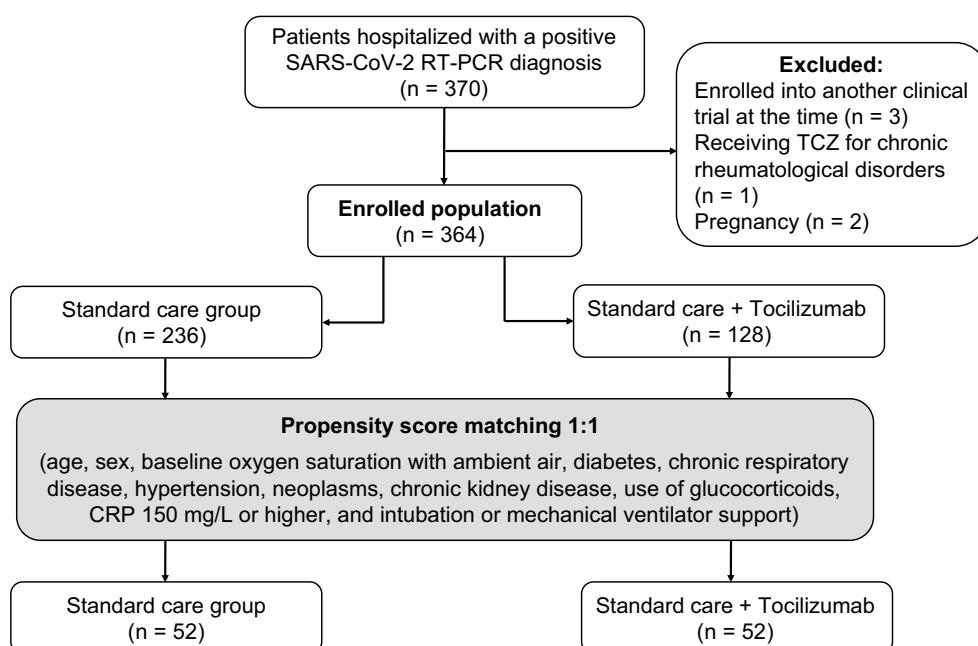 Patients hospitalized with a positive
SARS-CoV-2 RT-PCR diagnosis
(n = 370)
Excluded:
Enrolled into another clinical
trial at the time (n = 3)
Receiving TCZ for chronic
rheumatological disorders
(n = 1)
Pregnancy (n = 2)
Enrolled population
(n = 364)
Standard care group
(n = 236)
Standard care + Tocilizumab
(n = 128)
Propensity score matching 1:1
(age, sex, baseline oxygen saturation with ambient air, diabetes, chronic respiratory
disease, hypertension, neoplasms, chronic kidney disease, use of glucocorticoids,
CRP 150 mg/L or higher, and intubation or mechanical ventilator support)
Standard care group
(n = 52)
Standard care + Tocilizumab
(n = 52)